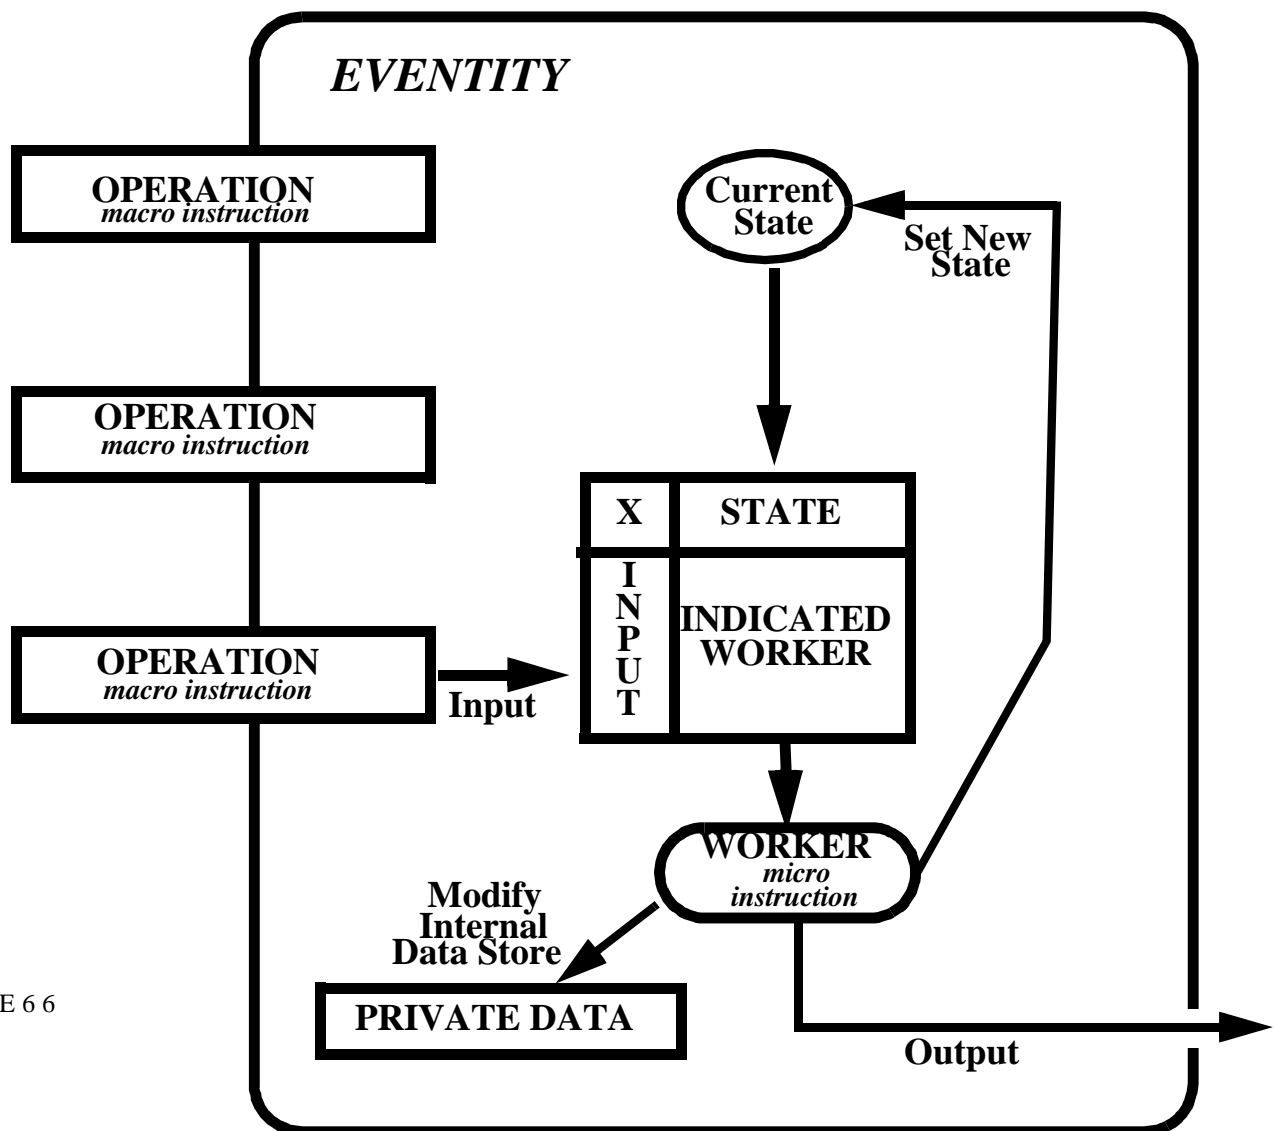 EVENTITY
OPERATION
macro instruction
Current
State
Set New
State
OPERATION
macro instruction
X
STATE
I
N
P
U
T
INDICATED
WORKER
OPERATION
macro instruction
Input
WORKER
micro
instruction
Modify
Internal
Data Store
E 6 6
PRIVATE DATA
Output